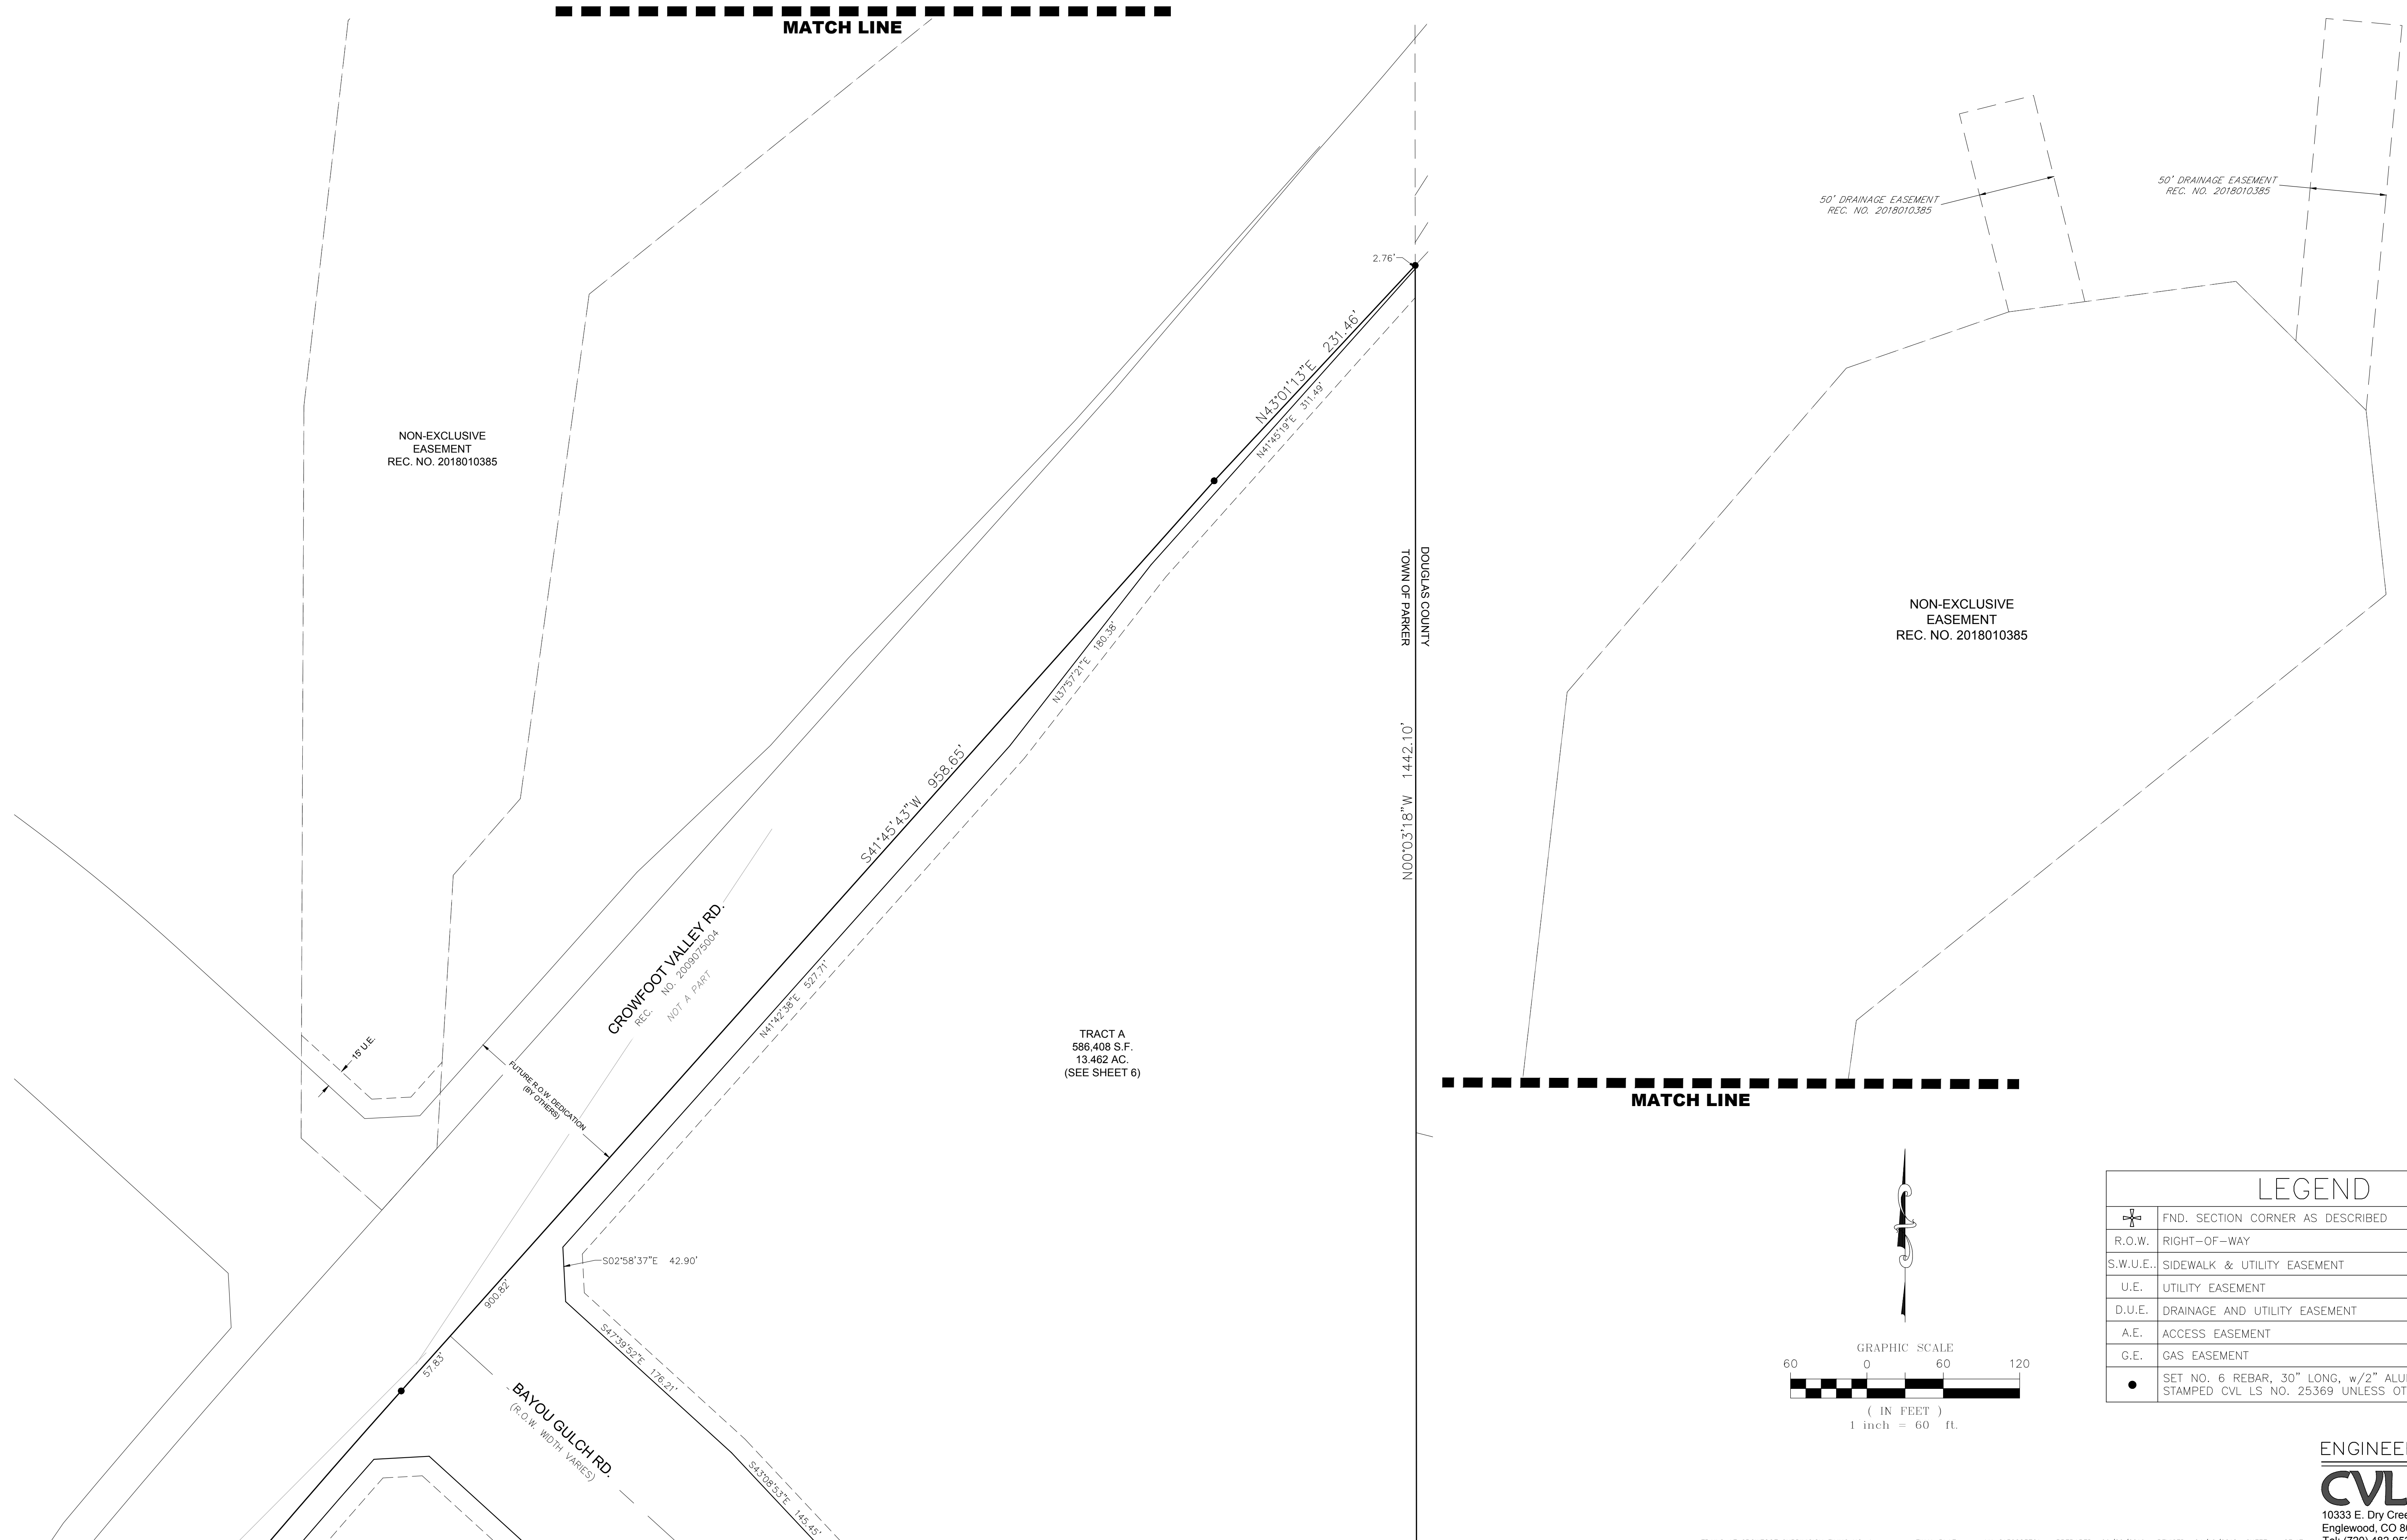 MATCH LINE
50' DRAINAGE EASEMENT
REC. NO. 2018010385
50' DRAINAGE EASEMENT
REC. NO. 2018010385
2.76'
N43°01'13"E 231.46'
N41°45'19"E 311.49'
NON-EXCLUSIVE
EASEMENT
REC. NO. 2018010385
DOUGLAS COUNTY
TOWN OF PARKER
NON-EXCLUSIVE
EASEMENT
REC. NO. 2018010385
N37°57'21"E 180.38'
N00°03'18"W 1442.10'
S41°45'43"W 958.65'
CROWFOOT VALLEY RD.
REC. NO. 2009075004
NOT A PART
N41°42'38"E 527.71'
15' U.E.
FUTURE R.O.W. DEDICATION
(BY OTHERS)
TRACT A
586,408 S.F.
13.462 AC.
(SEE SHEET 6)
MATCH LINE
S02°58'37"E 42.90'
900.82'
57.83'
S47°39'52"E 176.21'
BAYOU GULCH RD.
(R.O.W. WIDTH VARIES)
S43°08'53"E 145.45'
GRAPHIC SCALE
60 0 60 120
( IN FEET )
1 inch = 60 ft.
LEGEND
FND. SECTION CORNER AS DESCRIBED
R.O.W. RIGHT-OF-WAY
S.W.U.E.. SIDEWALK & UTILITY EASEMENT
U.E. UTILITY EASEMENT
D.U.E. DRAINAGE AND UTILITY EASEMENT
A.E. ACCESS EASEMENT
G.E. GAS EASEMENT
SET NO. 6 REBAR, 30" LONG, w/2"
STAMPED CVL LS NO. 25369 UNLESS
CVL
10333 E. Dry
Englewood, CO